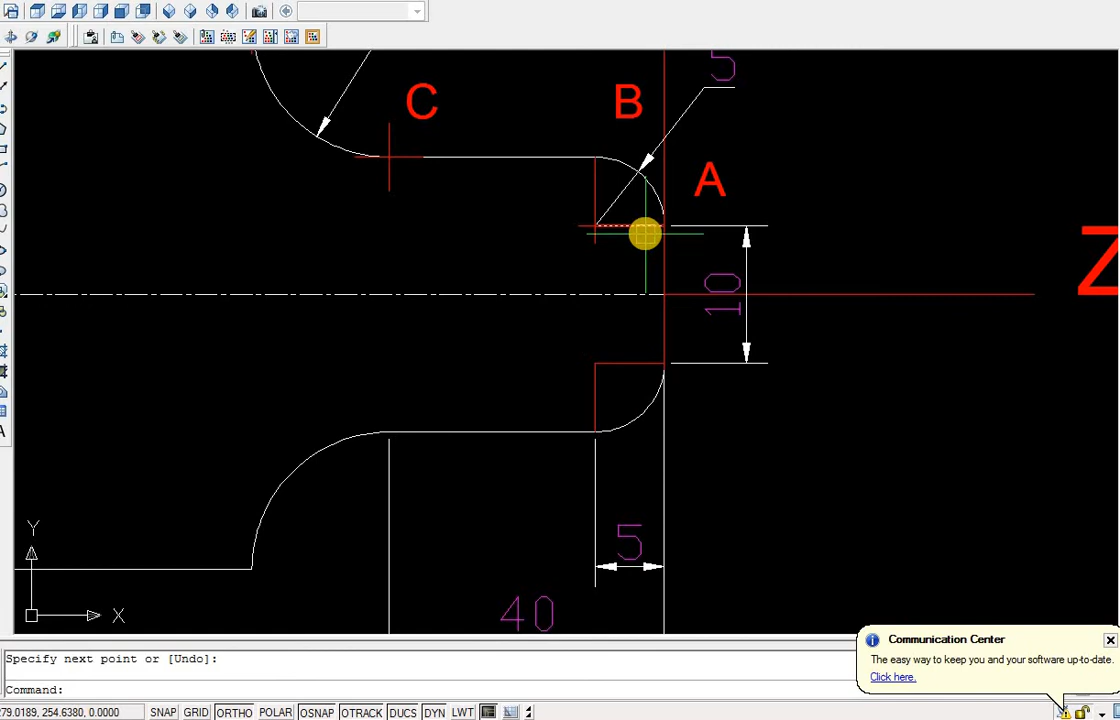 5
C
B
A
Z
10
5
40
Y
X
A
Specify next point or [Undo]:
Command:
Communication Center
The easy way to keep you and your software up-to-date.
Click here.
279.0189, 254.6380, 0.0000
SNAP GRID ORTHO POLAR OSNAP OTRACK DUCS DYN LWT